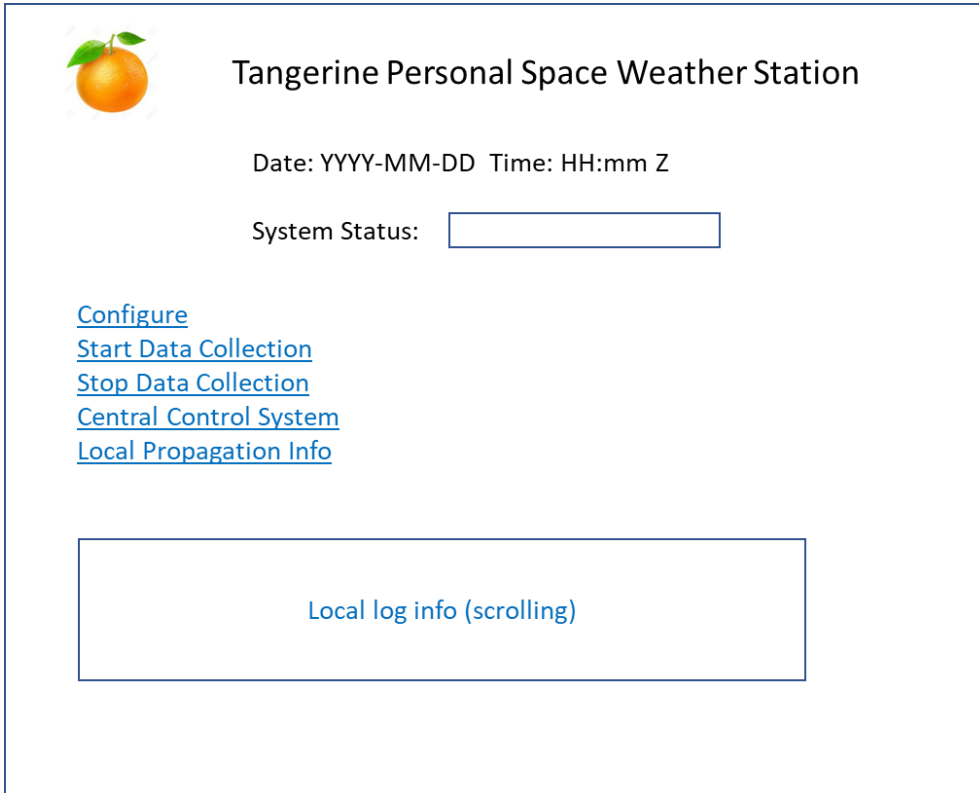 Tangerine Personal Space Weather Station
Date: YYYY-MM-DD  Time: HH:mm Z
System Status:
Configure
Start Data Collection
Stop Data Collection
Central Control System
Local Propagation Info
Local log info (scrolling)